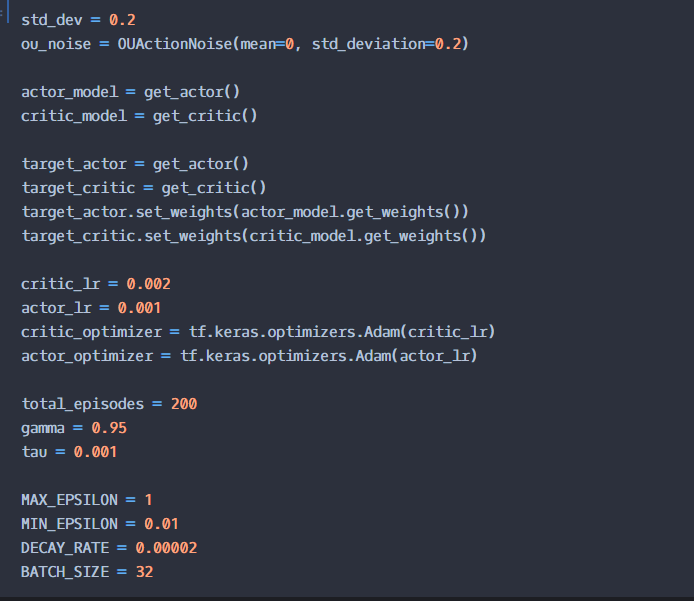 std_dev = 0.2
ou_noise = OUActionNoise(mean=0, std_deviation=0.2)
actor_model = get_actor()
critic_model = get_critic()
target_actor = get_actor()
target_critic = get_critic()
target_actor.set_weights(actor_model.get_weights())
target_critic.set_weights(critic_model.get_weights())
critic_lr = 0.002
actor_lr = 0.001
critic_optimizer = tf.keras.optimizers.Adam(critic_lr)
actor_optimizer = tf.keras.optimizers.Adam(actor_lr)
total_episodes = 200
gamma = 0.95
tau = 0.001
MAX_EPSILON = 1
MIN_EPSILON = 0.01
DECAY_RATE = 0.00002
BATCH_SIZE = 32